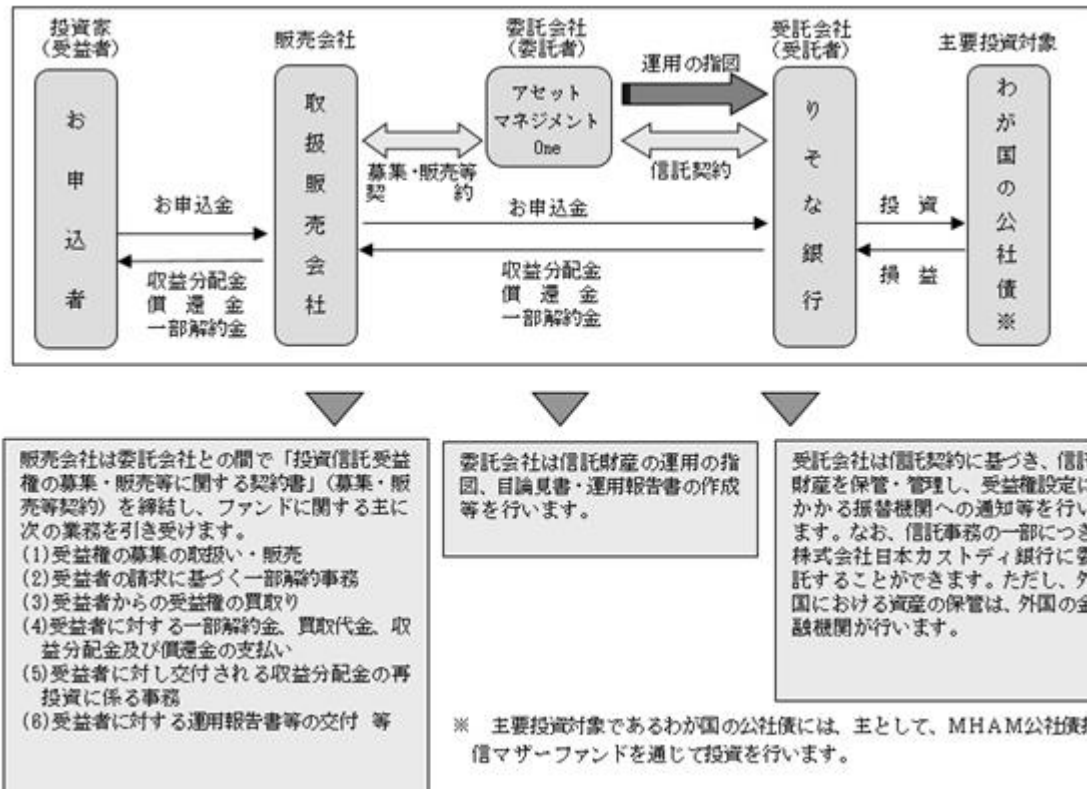 投資家
（受益者）
販売会社
委託会社
（委託者）
受託会社
（受託者）
主要投資対象
お申込者
取扱販売会社
アセット
マネジメント
One
運用の指図
りそな銀行
わが国の公社債※
募集・販売等
契　約
信託契約
お申込金
お申込金
投　資
収益分配金
償　還　金
一部解約金
収益分配金
償　還　金
一部解約金
損　益
販売会社は委託会社との間で「投資信託受益
権の募集・販売等に関する契約書」（募集・販
売等契約）を締結し、ファンドに関する主に
次の業務を引き受けます。
(1)受益権の募集の取扱い・販売
(2)受益者の請求に基づく一部解約事務
(3)受益者からの受益権の買取り
(4)受益者に対する一部解約金、買取代金、収
益分配金及び償還金の支払い
(5)受益者に対し交付される収益分配金の再
投資に係る事務
(6)受益者に対する運用報告書等の交付　等
委託会社は信託財産の運用の指
図、目論見書・運用報告書の作成
等を行います。
受託会社は信託契約に基づき、信託
財産を保管・管理し、受益権設定に
かかる振替機関への通知等を行い
ます。なお、信託事務の一部につき
株式会社日本カストディ銀行に委
託することができます。ただし、外
国における資産の保管は、外国の金
融機関が行います。
※　主要投資対象であるわが国の公社債には、主として、ＭＨＡＭ公社債投
信マザーファンドを通じて投資を行います。